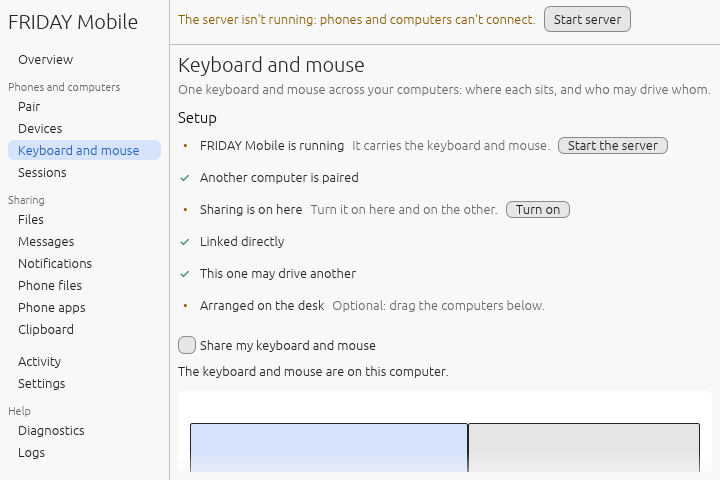 FRIDAY Mobile
Overview
Phones and computers
Pair
Devices
Keyboard and mouse
Sessions
Sharing
Files
Messages
Notifications
Phone files
Phone apps
Clipboard
Activity
Settings
Help
Diagnostics
Logs
The server isn't running: phones and computers can't connect. Start server
Keyboard and mouse
One keyboard and mouse across your computers: where each sits, and who may drive whom.
Setup
FRIDAY Mobile is running It carries the keyboard and mouse. Start the server
Another computer is paired
Sharing is on here Turn it on here and on the other. Turn on
Linked directly
This one may drive another
Arranged on the desk Optional: drag the computers below.
Share my keyboard and mouse
The keyboard and mouse are on this computer.